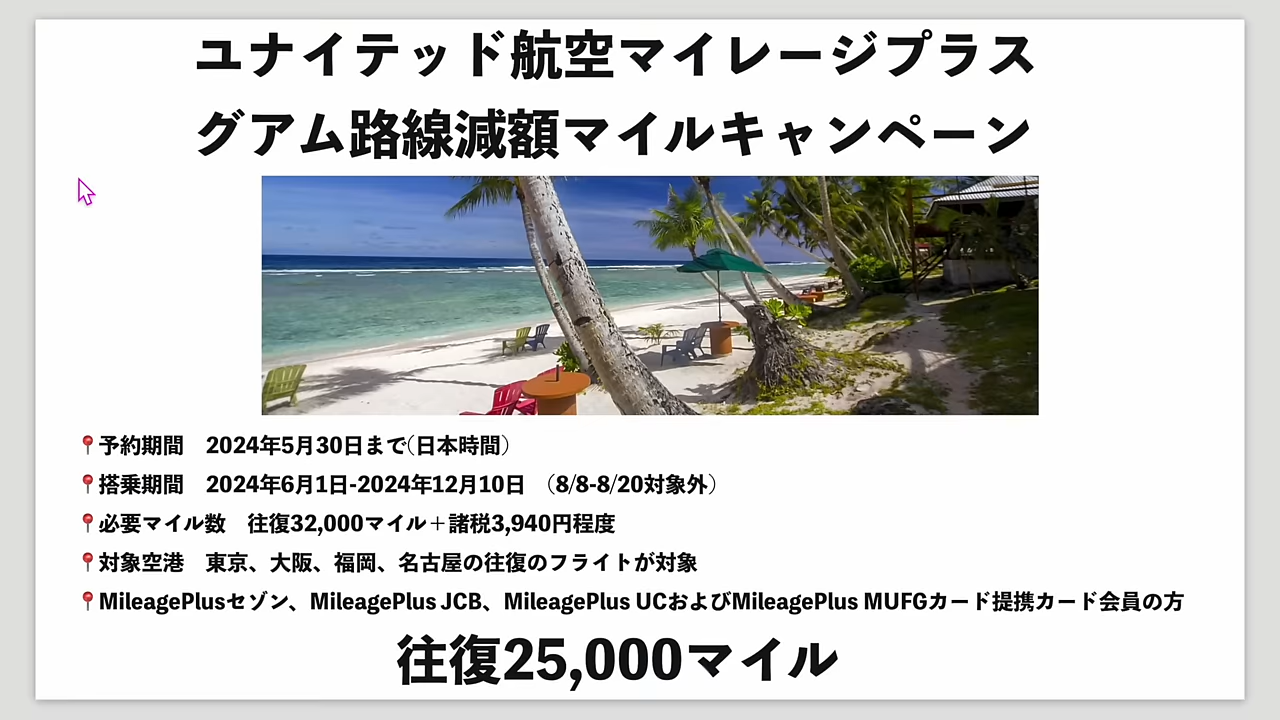 ユナイテッド航空マイレージプラス
グアム路線減額マイルキャンペーン
📍予約期間　2024年5月30日まで（日本時間）
📍搭乗期間　2024年6月1日-2024年12月10日　（8/8-8/20対象外）
📍必要マイル数　往復32,000マイル＋諸税3,940円程度
📍対象空港　東京、大阪、福岡、名古屋の往復のフライトが対象
📍MileagePlusセゾン、MileagePlus JCB、MileagePlus UCおよびMileagePlus MUFGカード提携カード会員の方
往復25,000マイル